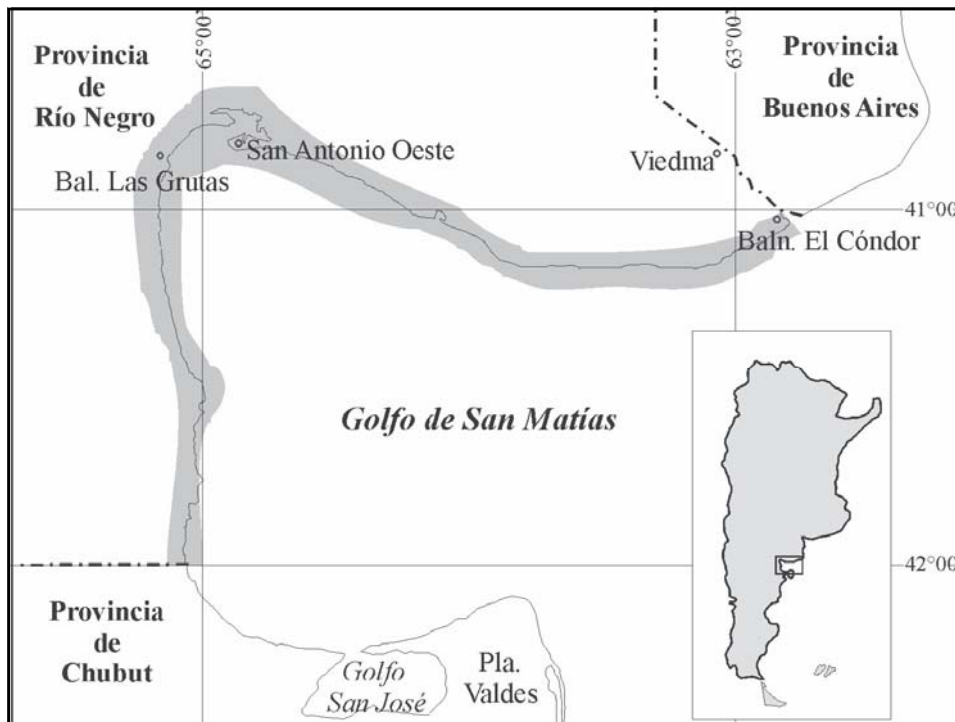 Provincia
de
Río Negro
65°00
63°00
Provincia
de
Buenos Aires
San Antonio Oeste
Viedma
Bal. Las Grutas
41°00
Baln. El Cóndor
Golfo de San Matías
42°00
Provincia
de
Chubut
Golfo
San José
Pla.
Valdes